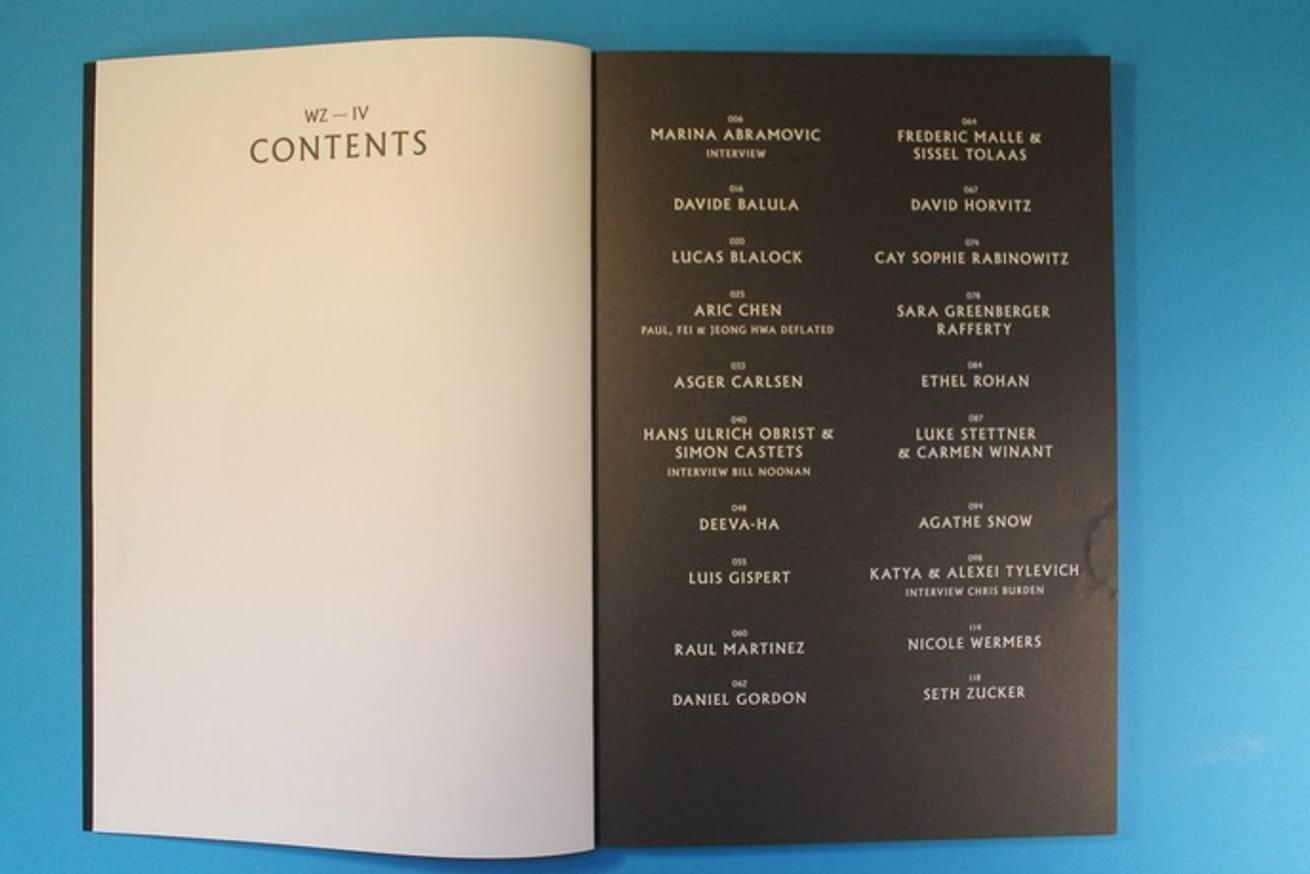 WZ — IV
CONTENTS
006
MARINA ABRAMOVIC
INTERVIEW
016
DAVIDE BALULA
020
LUCAS BLALOCK
025
ARIC CHEN
PAUL, FEI & JEONG HWA DEFLATED
033
ASGER CARLSEN
040
HANS ULRICH OBRIST &
SIMON CASTETS
INTERVIEW BILL NOONAN
048
DEEVA-HA
055
LUIS GISPERT
060
RAUL MARTINEZ
062
DANIEL GORDON
064
FREDERIC MALLE &
SISSEL TOLAAS
067
DAVID HORVITZ
074
CAY SOPHIE RABINOWITZ
078
SARA GREENBERGER
RAFFERTY
084
ETHEL ROHAN
087
LUKE STETTNER
& CARMEN WINANT
094
AGATHE SNOW
098
KATYA & ALEXEI TYLEVICH
INTERVIEW CHRIS BURDEN
114
NICOLE WERMERS
118
SETH ZUCKER